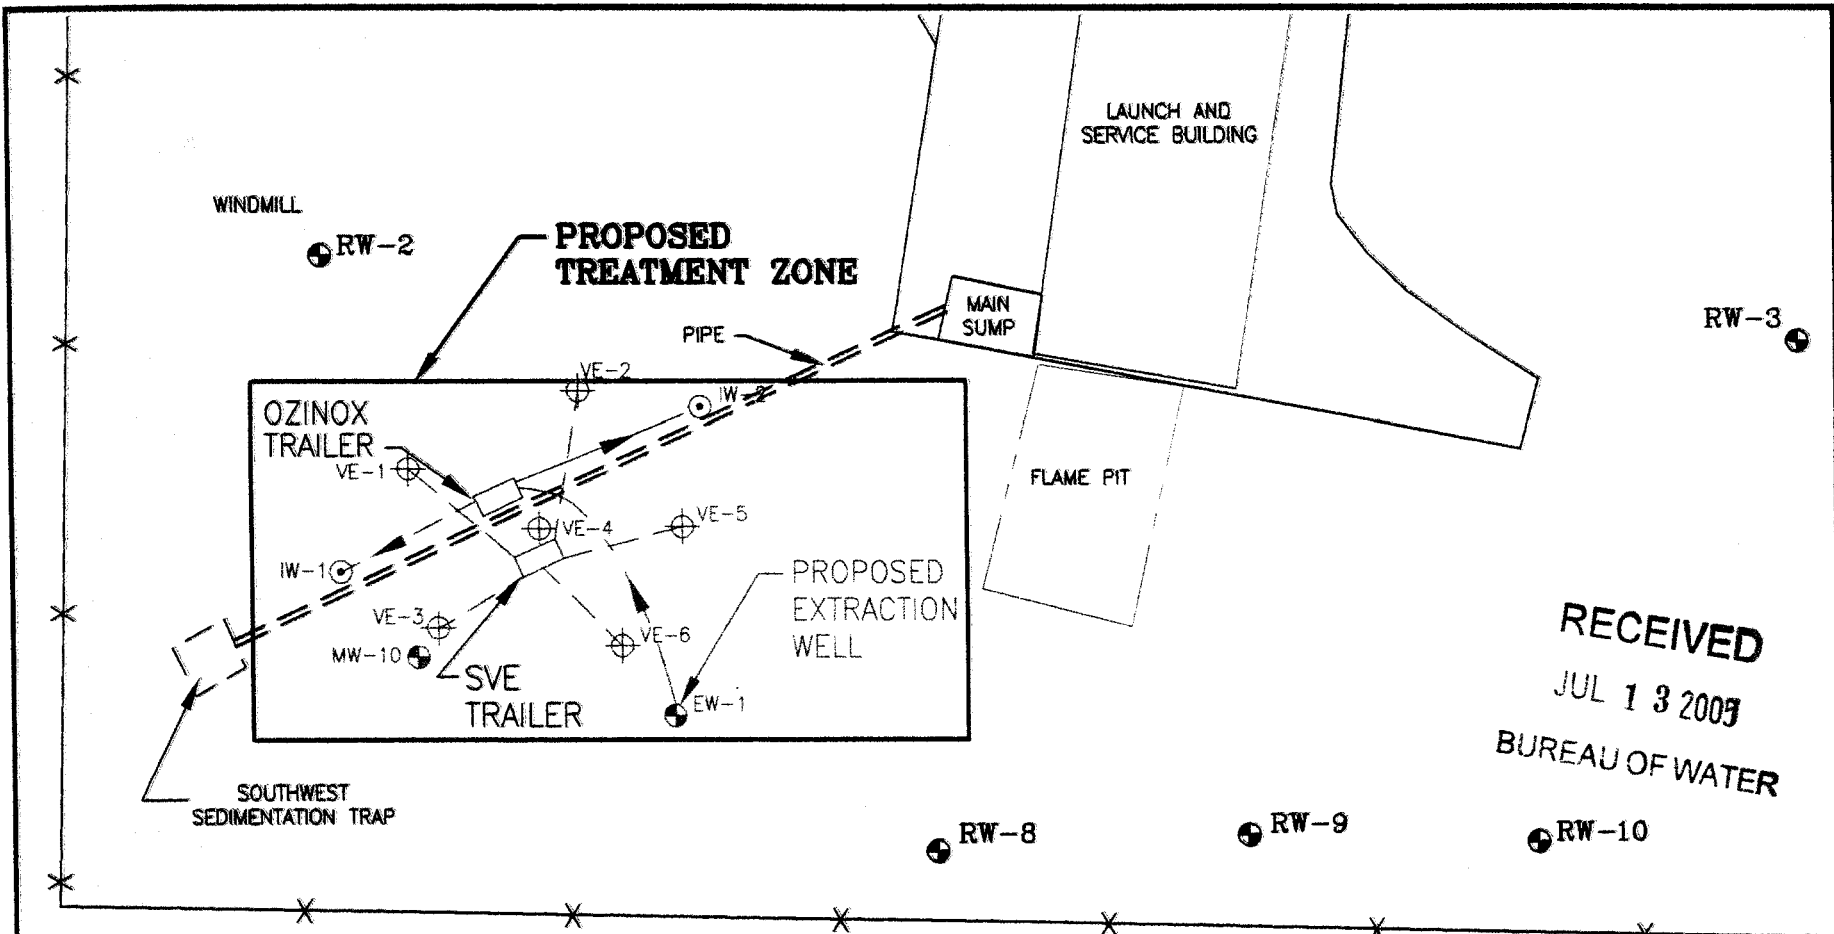 LAUNCH AND
SERVICE BUILDING
WINDMILL
RW-2
PROPOSED
TREATMENT ZONE
MAIN
SUMP
RW-3
PIPE
VE-2
IW-2
OZINOX
TRAILER
VE-1
FLAME PIT
VE-4
VE-5
IW-1
PROPOSED
EXTRACTION
WELL
VE-3
VE-6
MW-10
SVE
TRAILER
EW-1
RECEIVED
JUL 13 2005
BUREAU OF WATER
SOUTHWEST
SEDIMENTATION TRAP
RW-8
RW-9
RW-10